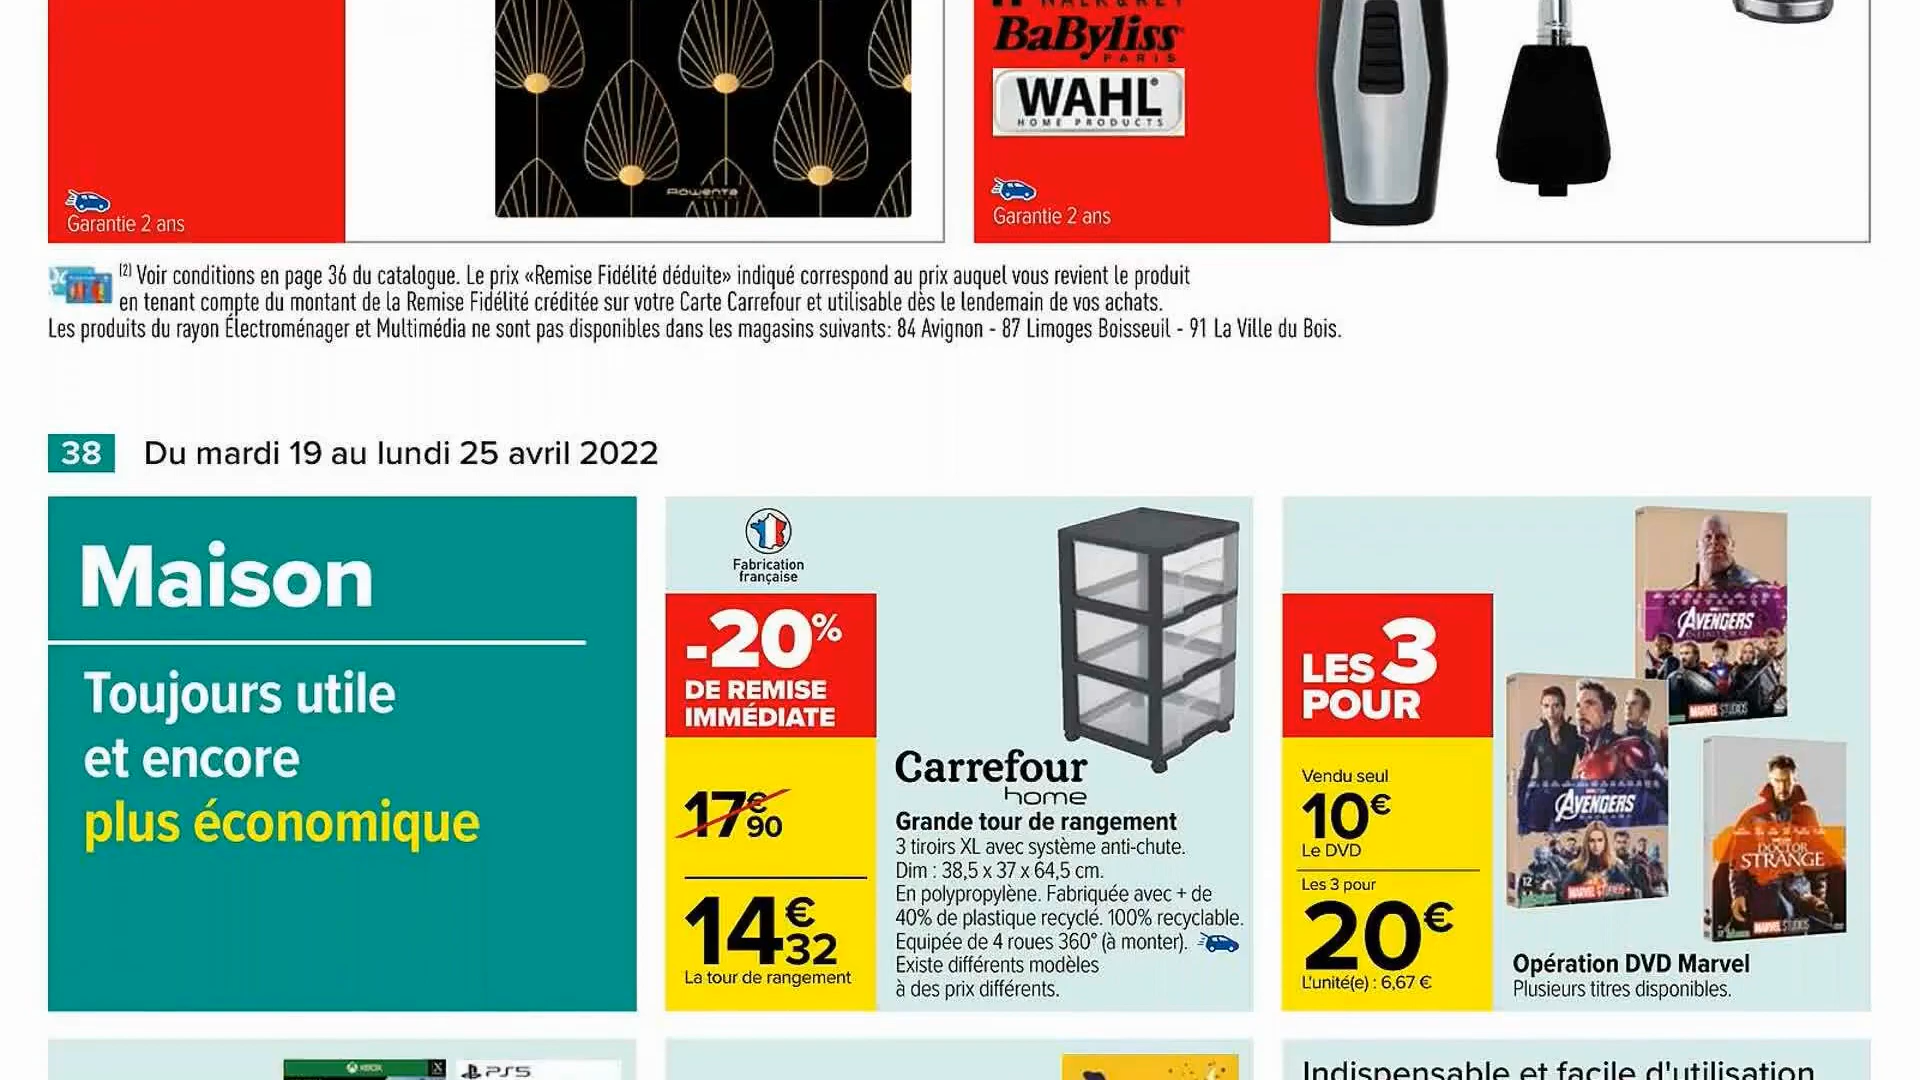 Rowenta
BaByliss
PARIS
WAHL
HOME PRODUCTS
Garantie 2 ans
Garantie 2 ans
(2) Voir conditions en page 36 du catalogue. Le prix «Remise Fidélité déduite» indiqué correspond au prix auquel vous revient le produit
en tenant compte du montant de la Remise Fidélité créditée sur votre Carte Carrefour et utilisable dès le lendemain de vos achats.
Les produits du rayon Électroménager et Multimédia ne sont pas disponibles dans les magasins suivants: 84 Avignon - 87 Limoges Boisseuil - 91 La Ville du Bois.
38 Du mardi 19 au lundi 25 avril 2022
Maison
Toujours utile
et encore
plus économique
Fabrication
française
-20%
DE REMISE
IMMÉDIATE
17€90
14€32
La tour de rangement
Carrefour
home
Grande tour de rangement
3 tiroirs XL avec système anti-chute.
Dim : 38,5 x 37 x 64,5 cm.
En polypropylène. Fabriquée avec + de
40% de plastique recyclé. 100% recyclable.
Equipée de 4 roues 360° (à monter).
Existe différents modèles
à des prix différents.
LES 3
POUR
Vendu seul
10€
Le DVD
Les 3 pour
20€
L'unité(e) : 6,67 €
AVENGERS
MARVEL STUDIOS
AVENGERS
MARVEL STUDIOS
DOCTOR
STRANGE
MARVEL STUDIOS
Opération DVD Marvel
Plusieurs titres disponibles.
XBOX
PS5
Indispensable et facile d'utilisation